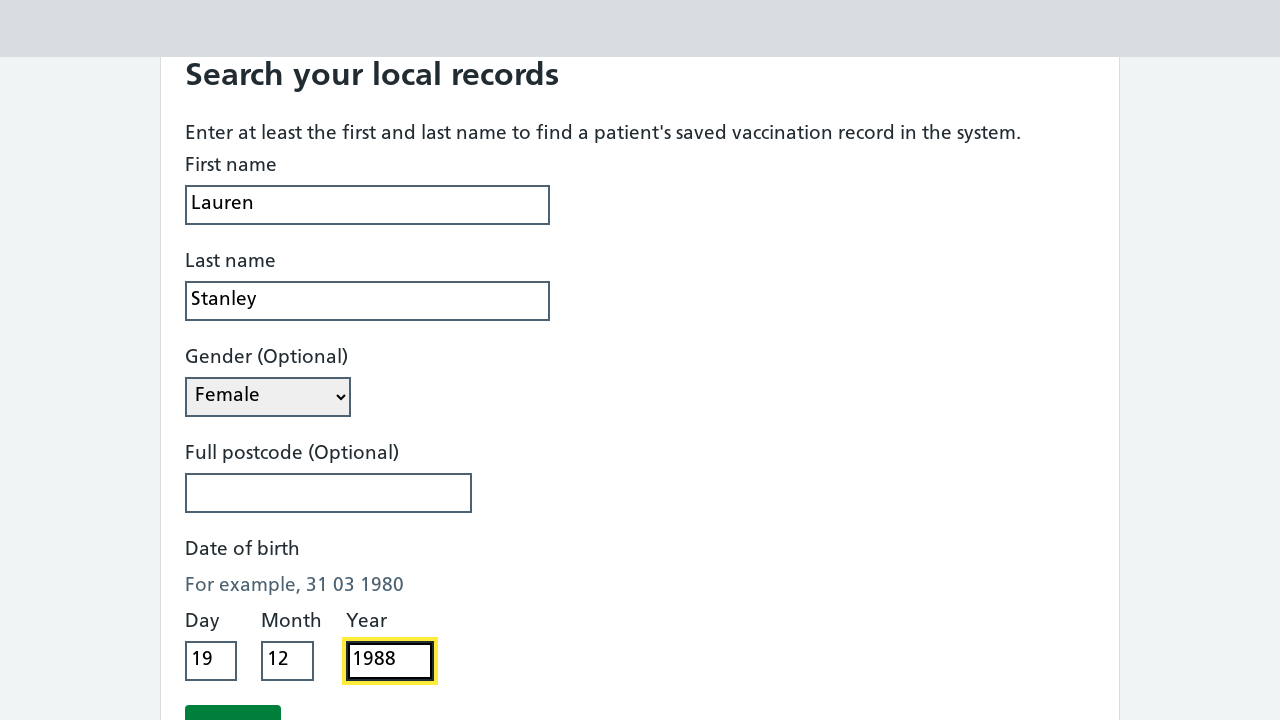 Search your local records
Enter at least the first and last name to find a patient's saved vaccination record in the system.
First name
Lauren
Last name
Stanley
Gender (Optional)
Female
Full postcode (Optional)
Date of birth
For example, 31 03 1980
Day Month Year
19 12 1988